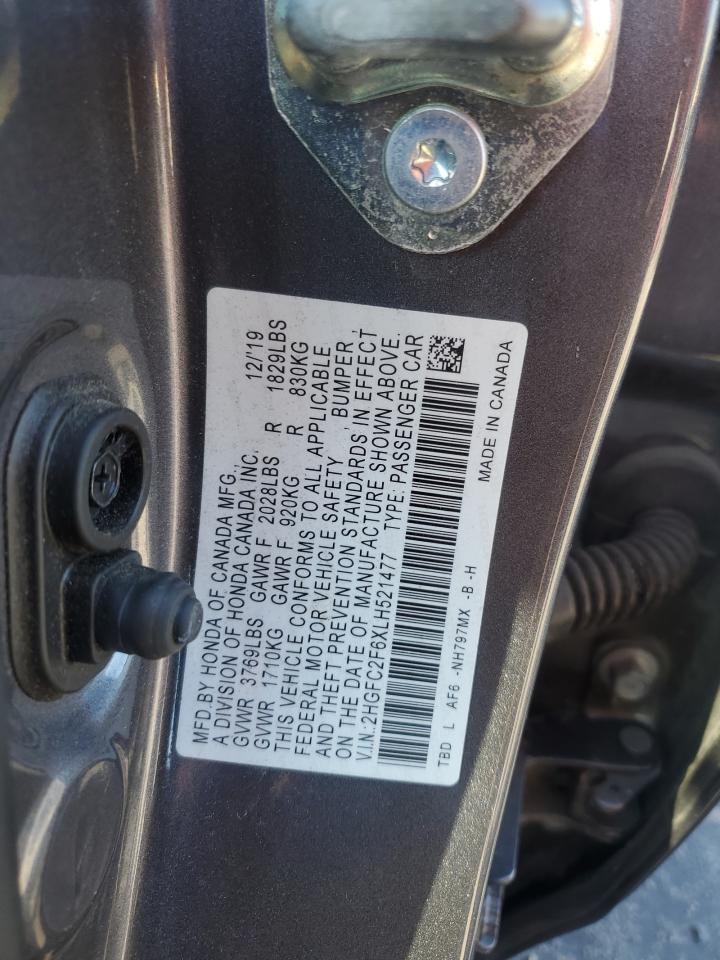 MFD.BY HONDA OF CANADA MFG., 12/'19
A DIVISION OF HONDA CANADA INC.
GVWR 3769LBS GAWR F 2028LBS R 1829LBS
GVWR 1710KG GAWR F 920KG R 830KG
THIS VEHICLE CONFORMS TO ALL APPLICABLE
FEDERAL MOTOR VEHICLE SAFETY, BUMPER,
AND THEFT PREVENTION STANDARDS IN EFFECT
ON THE DATE OF MANUFACTURE SHOWN ABOVE.
V.I.N.:2HGFC2F6XLH521477 TYPE: PASSENGER CAR
TBD L AF6 -NH797MX -B -H MADE IN CANADA